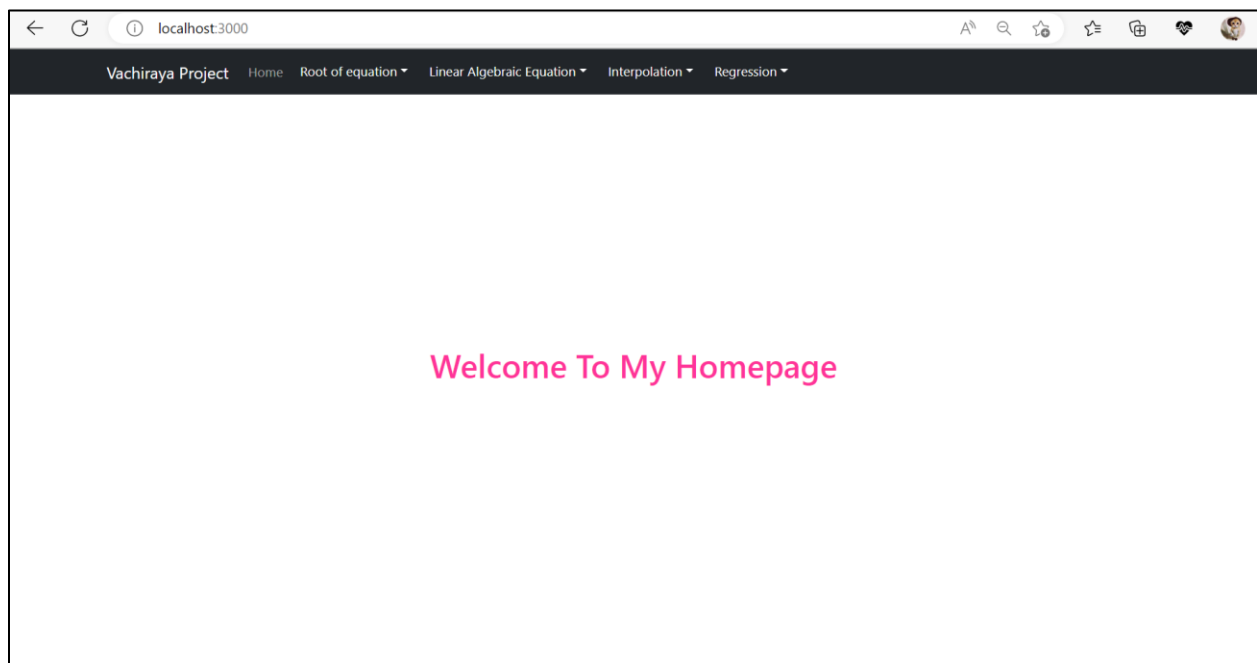 localhost:3000
Vachiraya Project Home Root of equation Linear Algebraic Equation Interpolation Regression
Welcome To My Homepage